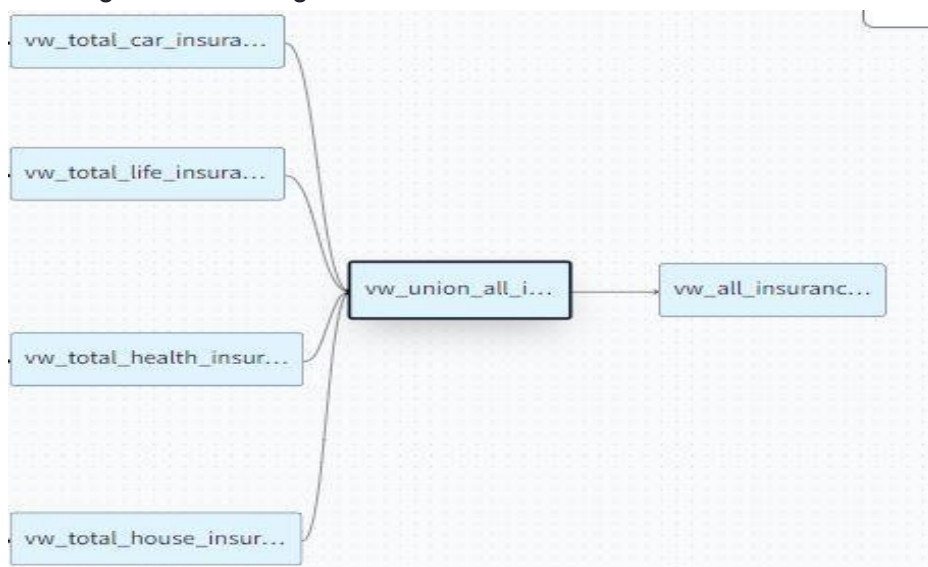 vw_total_car_insura...
vw_total_life_insura...
vw_union_all_i...
vw_all_insuranc...
vw_total_health_insur...
vw_total_house_insur...